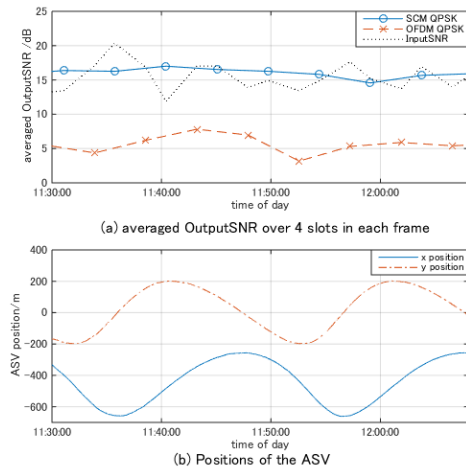 25
20
15
10
5
0
averaged OutputSNR /dB
SCM QPSK
OFDM QPSK
InputSNR
11:30:00
11:40:00
11:50:00
12:00:00
time of day
(a) averaged OutputSNR over 4 slots in each frame
400
200
0
-200
-400
-600
ASV position/m
x position
y position
11:30:00
11:40:00
11:50:00
12:00:00
time of day
(b) Positions of the ASV